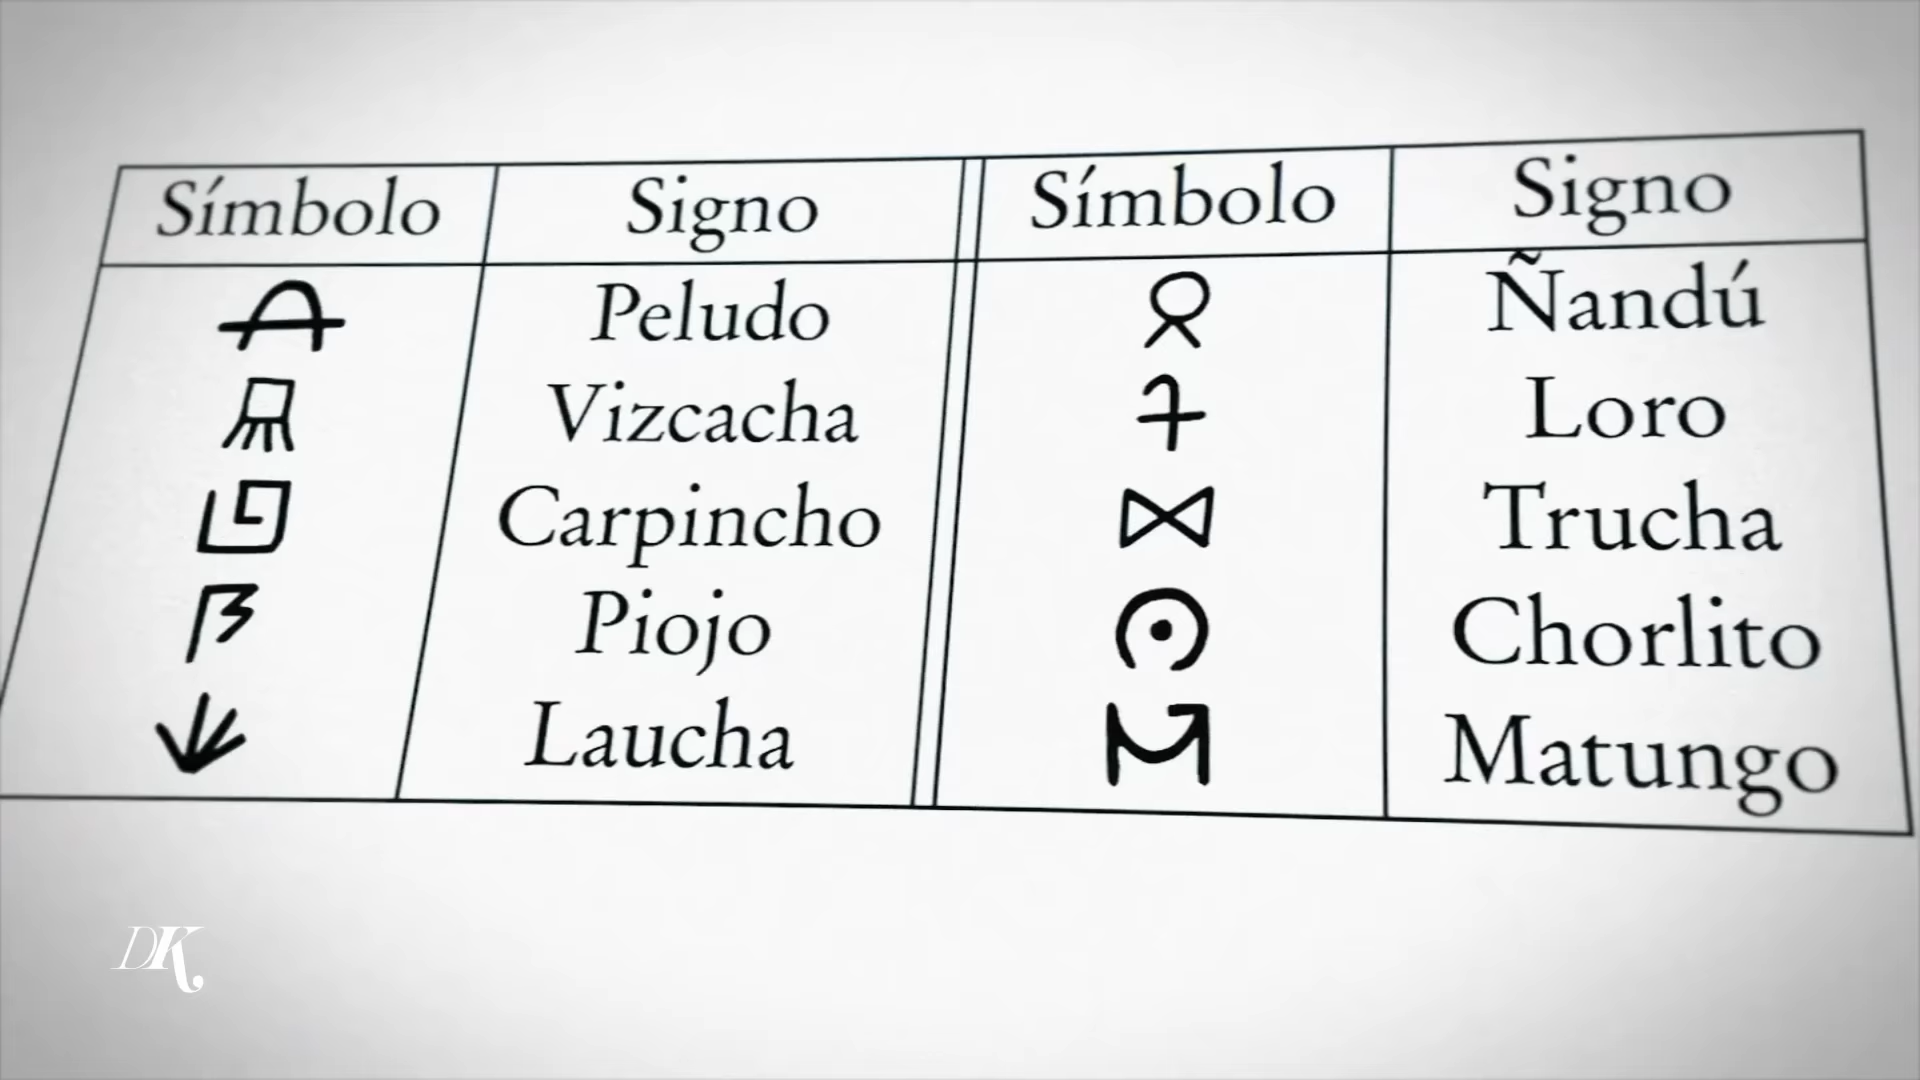 Símbolo Signo Símbolo Signo
Peludo Ñandú
Vizcacha Loro
Carpincho Trucha
Piojo Chorlito
Laucha Matungo
DK